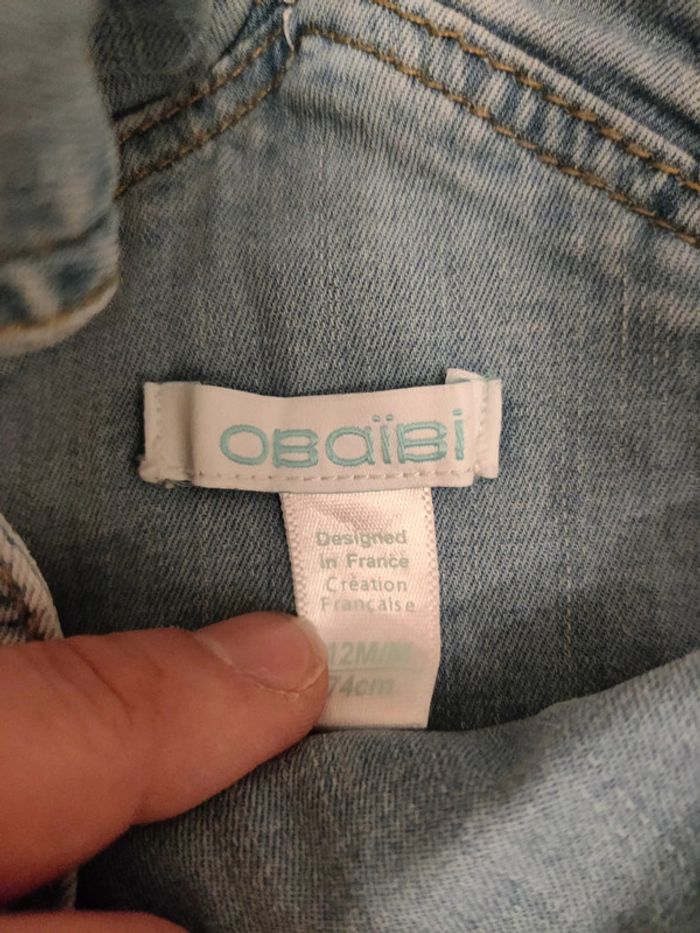 OBaïBi
Designed
in France
Création
Française
12M/M
74cm